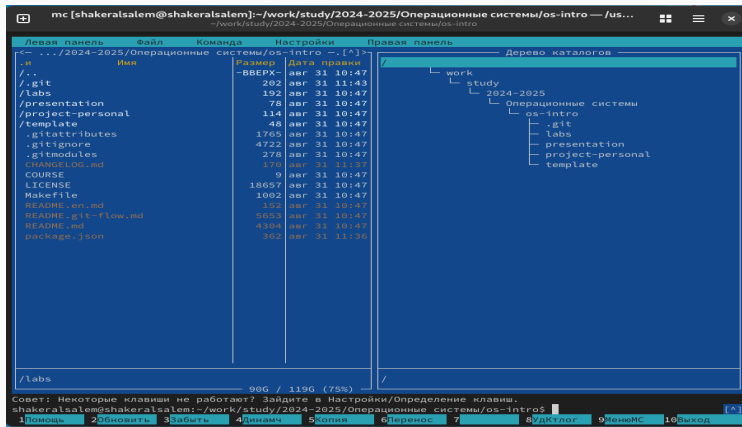 mc [shakeralsalem@shakeralsalem]:~/work/study/2024-2025/Операционные системы/os-intro — /us...
~/work/study/2024-2025/Операционные системы/os-intro
Левая панель Файл Команда Настройки Правая панель
<— .../2024-2025/Операционные системы/os-intro —.[^]>
.и Имя Размер Дата правки
/.. -ВВЕРХ- авг 31 10:47
/.git 202 авг 31 11:43
/labs 192 авг 31 10:47
/presentation 78 авг 31 10:47
/project-personal 114 авг 31 10:47
/template 48 авг 31 10:47
.gitattributes 1765 авг 31 10:47
.gitignore 4722 авг 31 10:47
.gitmodules 278 авг 31 10:47
CHANGELOG.md 170 авг 31 11:37
COURSE 9 авг 31 10:47
LICENSE 18657 авг 31 10:47
Makefile 1002 авг 31 10:47
README.en.md 152 авг 31 10:47
README.git-flow.md 5653 авг 31 10:47
README.md 4304 авг 31 10:47
package.json 362 авг 31 11:36
/labs
90G / 119G (75%)
Дерево каталогов
/
work
study
2024-2025
Операционные системы
os-intro
.git
labs
presentation
project-personal
template
/
Совет: Некоторые клавиши не работают? Зайдите в Настройки/Определение клавиш.
shakeralsalem@shakeralsalem:~/work/study/2024-2025/Операционные системы/os-intro$ [^]
1Помощь 2Обновить 3Забыть 4Динамч 5Копия 6Перенос 7 8УдКтлог 9МенюМС 10Выход